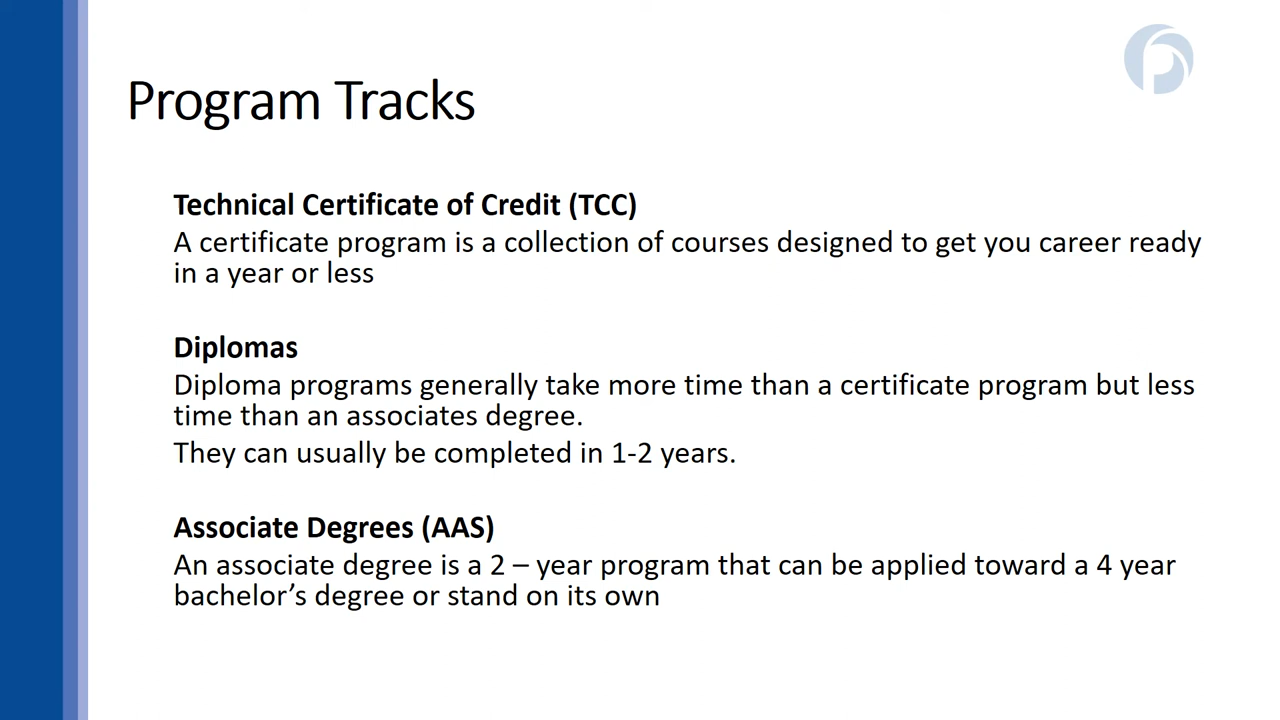 Program Tracks
Technical Certificate of Credit (TCC)
A certificate program is a collection of courses designed to get you career ready
in a year or less
Diplomas
Diploma programs generally take more time than a certificate program but less
time than an associates degree.
They can usually be completed in 1-2 years.
Associate Degrees (AAS)
An associate degree is a 2 – year program that can be applied toward a 4 year
bachelor’s degree or stand on its own